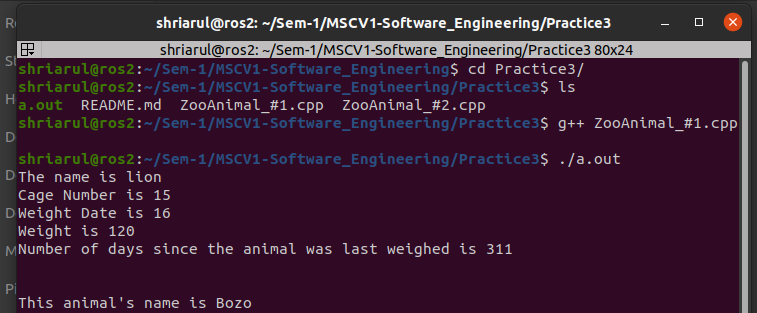 shriarul@ros2: ~/Sem-1/MSCV1-Software_Engineering/Practice3
shriarul@ros2: ~/Sem-1/MSCV1-Software_Engineering/Practice3 80x24
shriarul@ros2:~/Sem-1/MSCV1-Software_Engineering$ cd Practice3/
shriarul@ros2:~/Sem-1/MSCV1-Software_Engineering/Practice3$ ls
a.out  README.md  ZooAnimal_#1.cpp  ZooAnimal_#2.cpp
shriarul@ros2:~/Sem-1/MSCV1-Software_Engineering/Practice3$ g++ ZooAnimal_#1.cpp
shriarul@ros2:~/Sem-1/MSCV1-Software_Engineering/Practice3$ ./a.out
The name is lion
Cage Number is 15
Weight Date is 16
Weight is 120
Number of days since the animal was last weighed is 311
This animal's name is Bozo